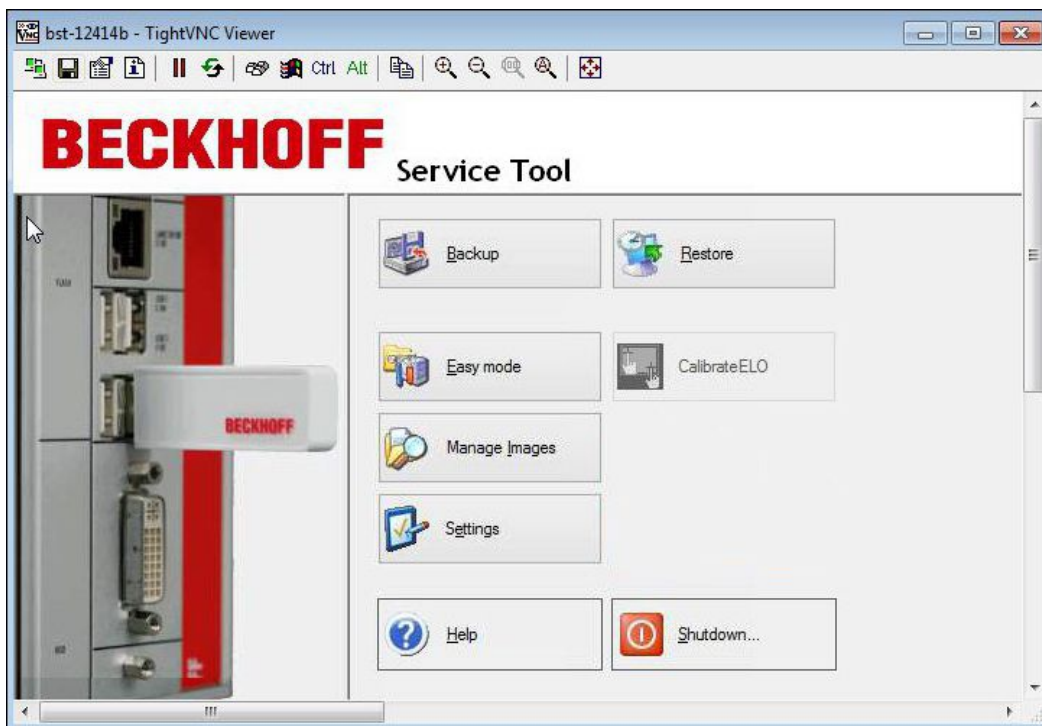 bst-12414b - TightVNC Viewer
Ctrl Alt
BECKHOFF Service Tool
Backup
Restore
Easy mode
CalibrateELO
BECKHOFF
Manage Images
Settings
Help
Shutdown...